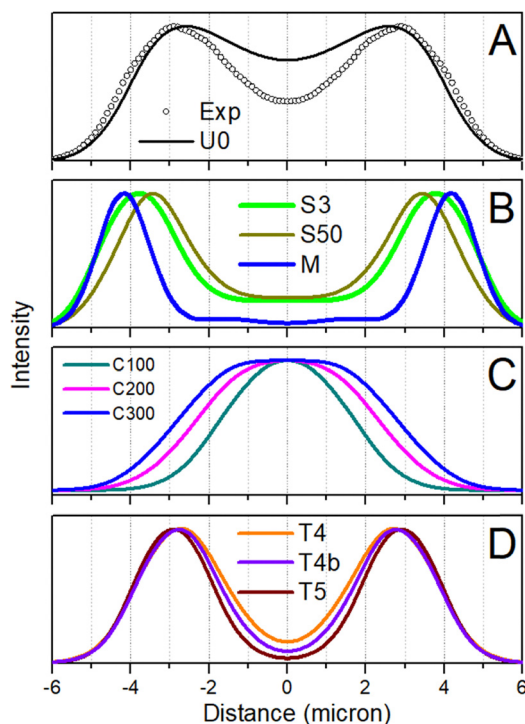 A
Exp
U0
B
S3
S50
M
Intensity
C
C100
C200
C300
D
T4
T4b
T5
-6 -4 -2 0 2 4 6
Distance (micron)